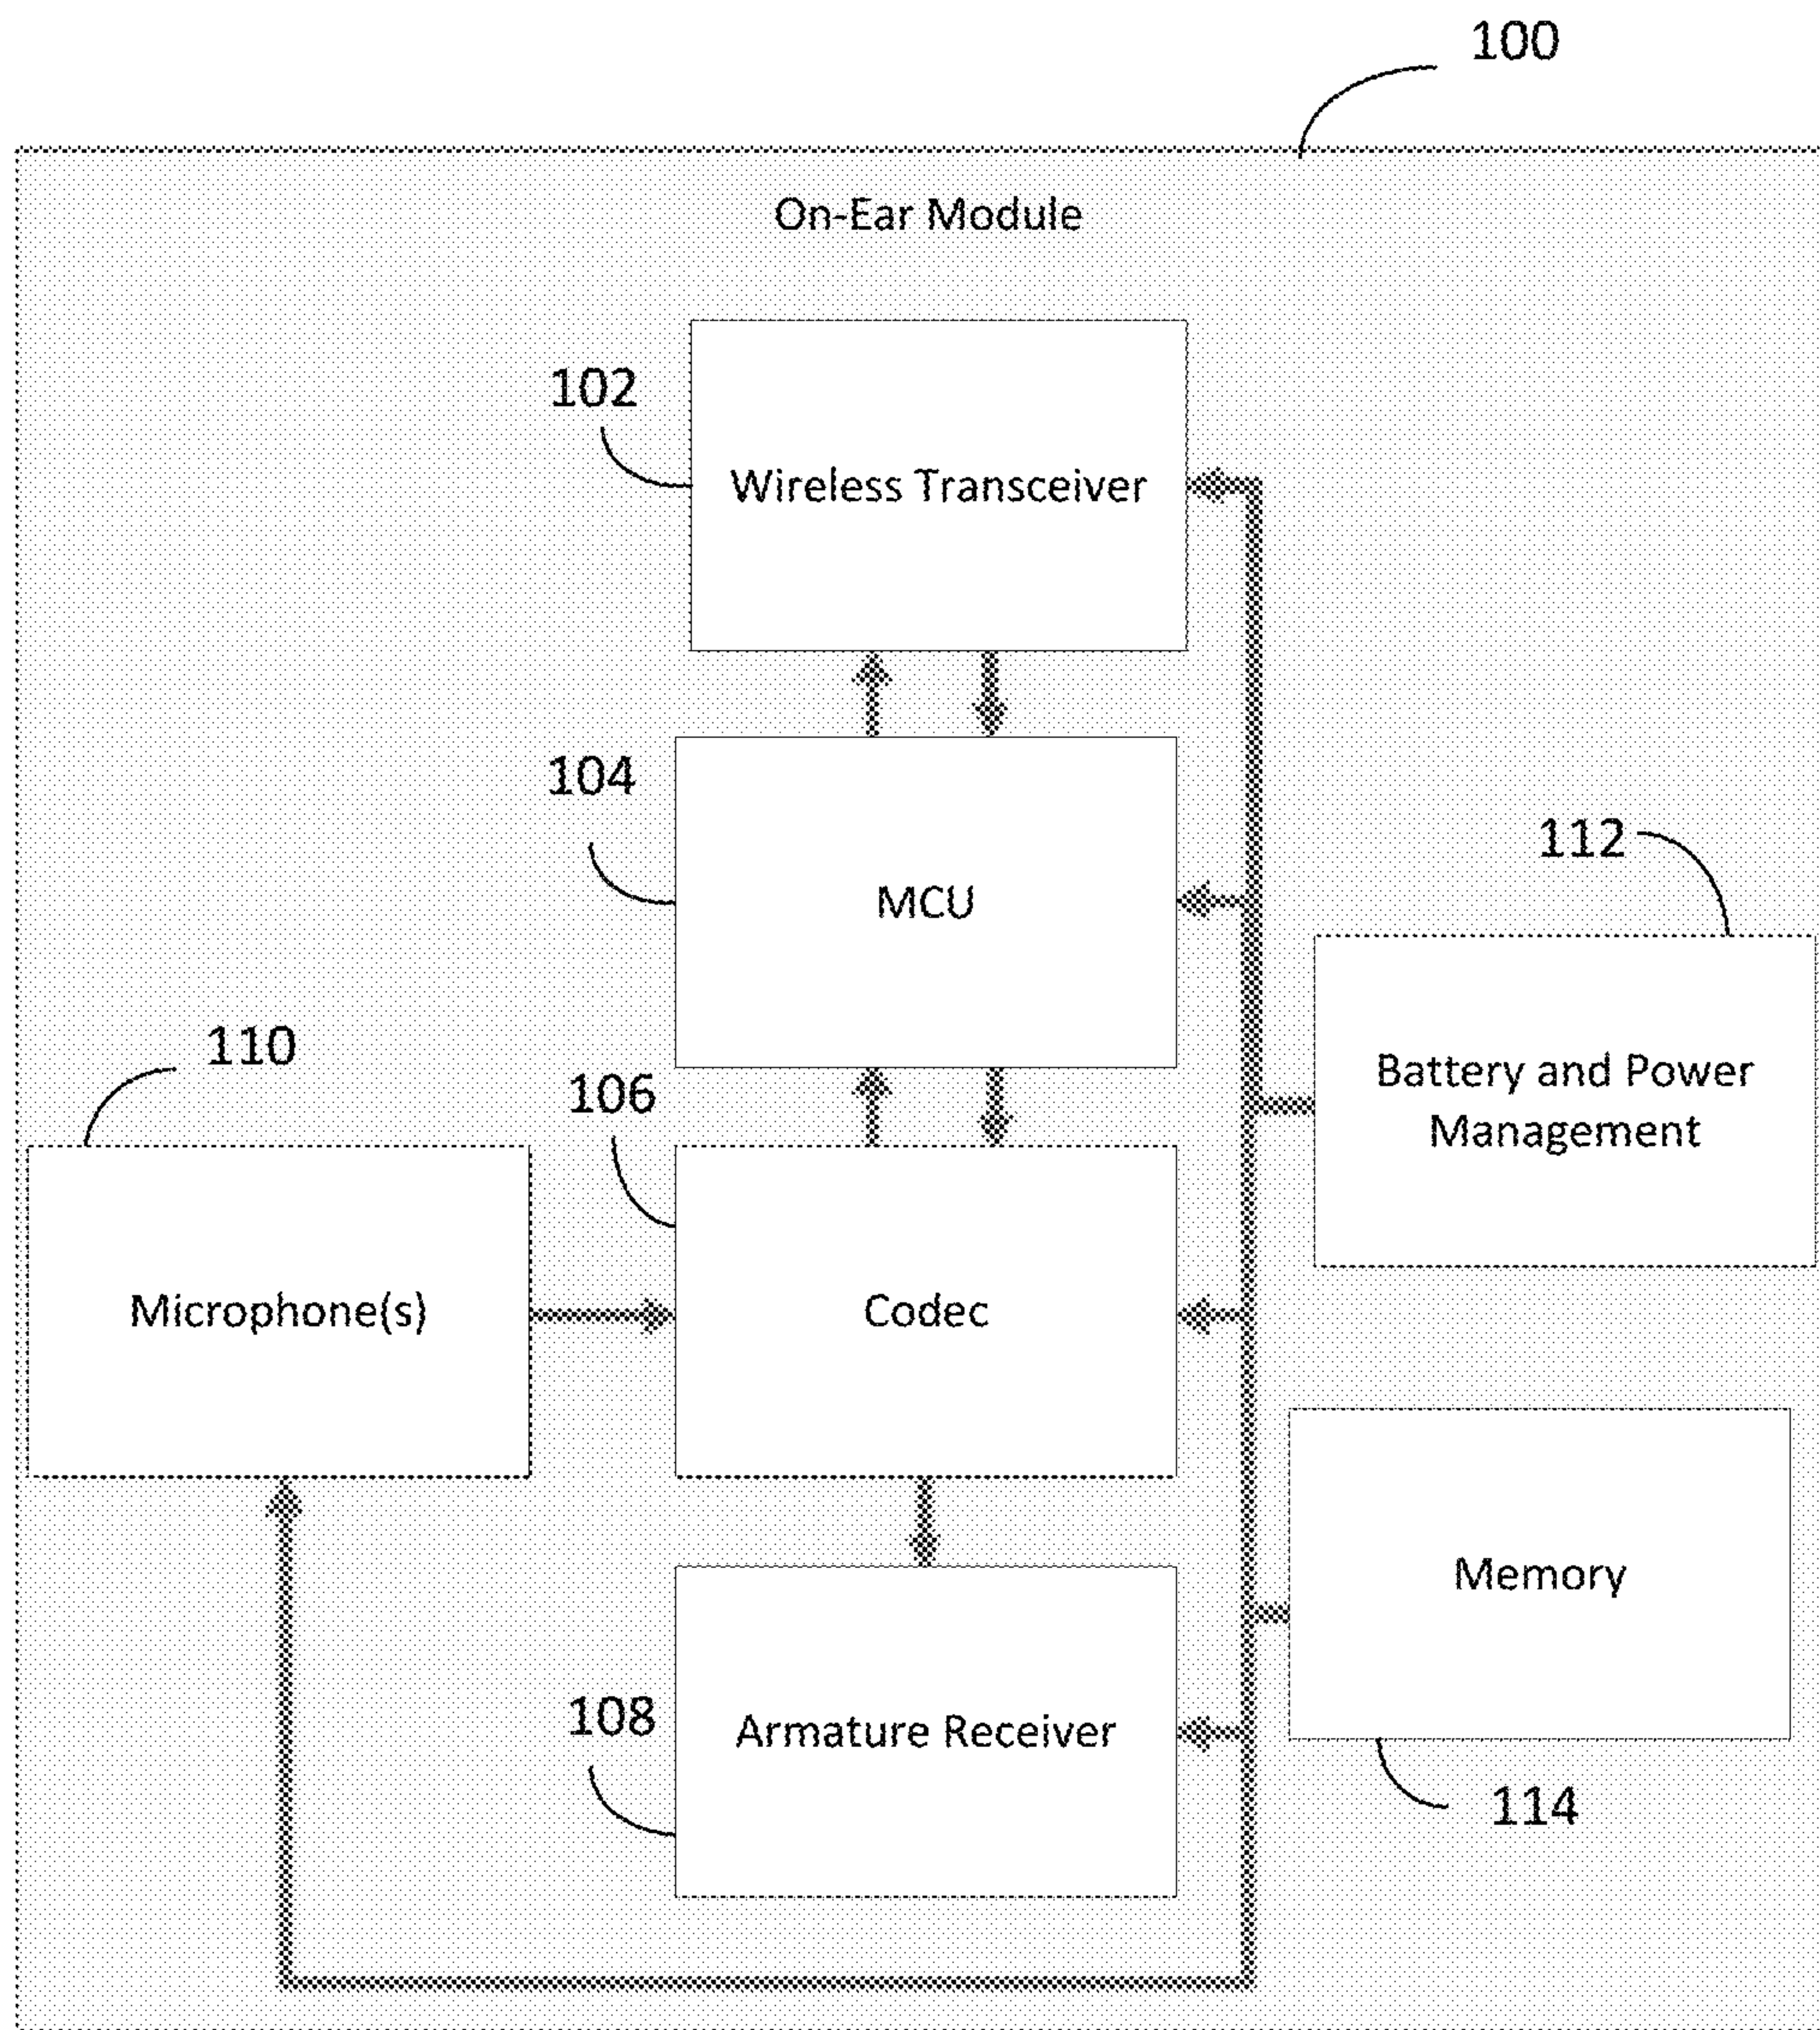 100
On-Ear Module
102
Wireless Transceiver
104
MCU
112
Battery and Power
Management
110
106
Microphone(s)
Codec
Memory
108
Armature Receiver
114